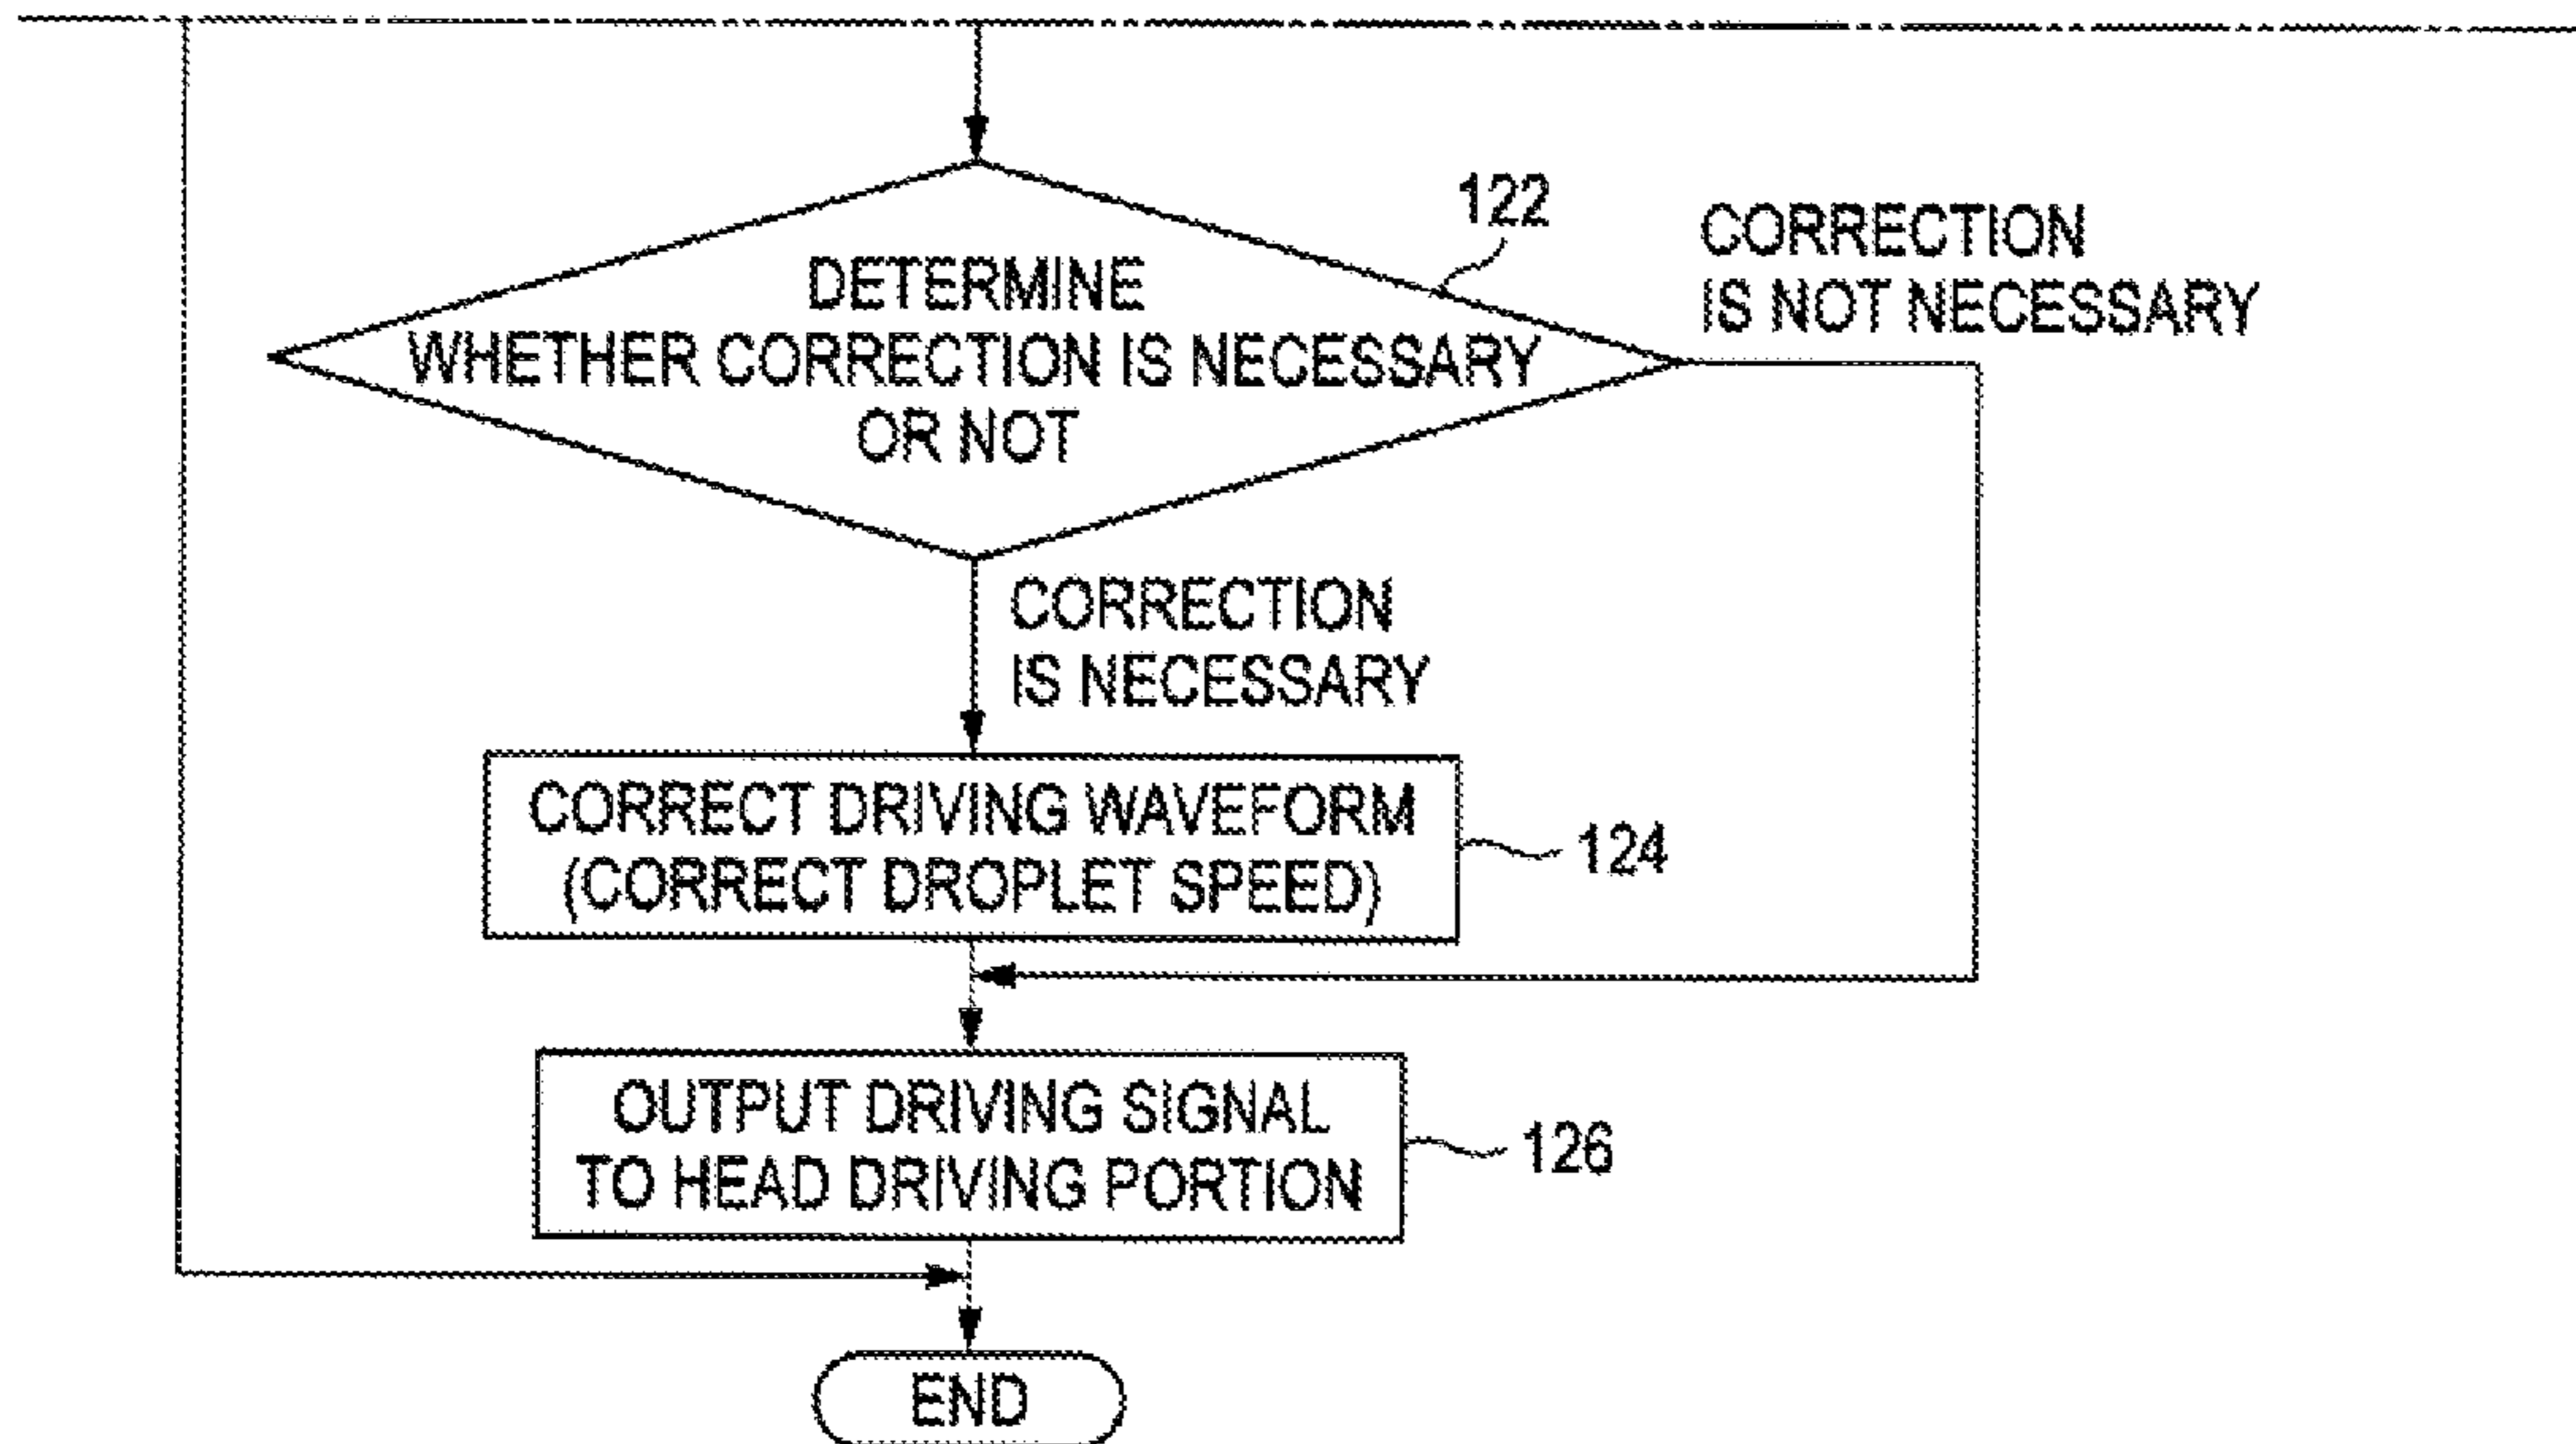 122
CORRECTION
IS NOT NECESSARY
DETERMINE
WHETHER CORRECTION IS NECESSARY
OR NOT
CORRECTION
IS NECESSARY
CORRECT DRIVING WAVEFORM
(CORRECT DROPLET SPEED)
124
OUTPUT DRIVING SIGNAL
TO HEAD DRIVING PORTION
126
END